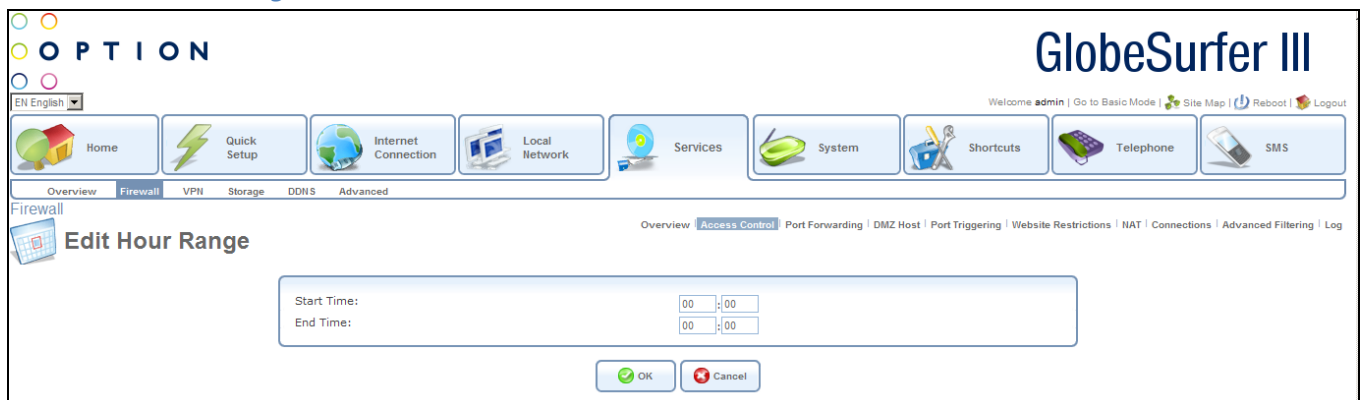 OPTION
GlobeSurfer III
EN English
Welcome admin | Go to Basic Mode | Site Map | Reboot | Logout
Home
Quick Setup
Internet Connection
Local Network
Services
System
Shortcuts
Telephone
SMS
Overview Firewall VPN Storage DDNS Advanced
Firewall
Overview | Access Control | Port Forwarding | DMZ Host | Port Triggering | Website Restrictions | NAT | Connections | Advanced Filtering | Log
Edit Hour Range
Start Time: 00 : 00
End Time: 00 : 00
OK Cancel